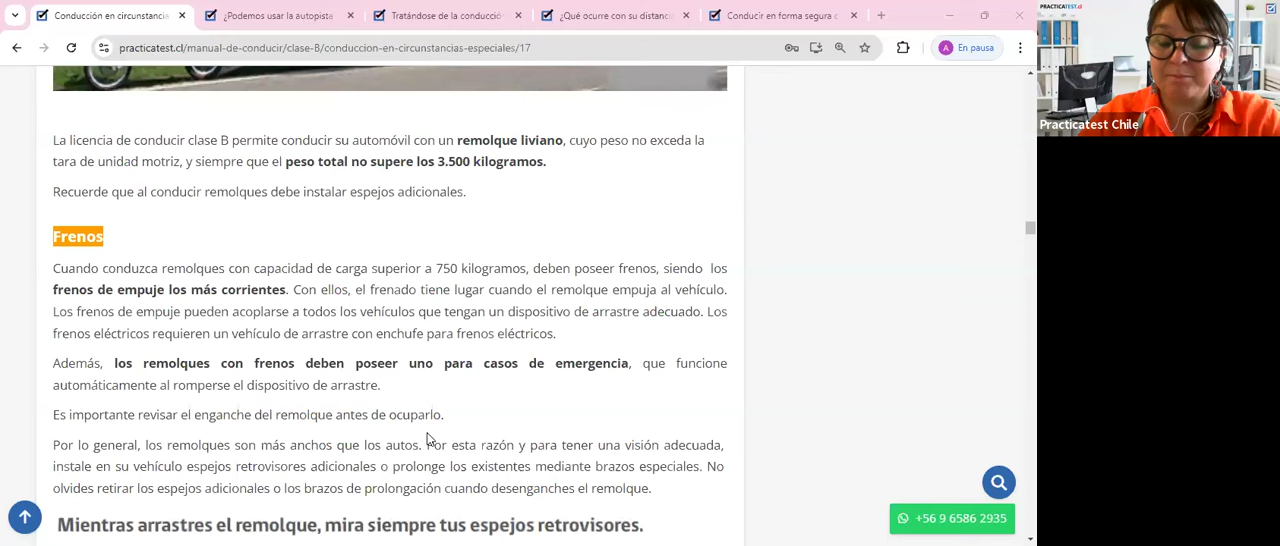 Conducción en circunstancia
¿Podemos usar la autopista
Tratándose de la conducción
¿Qué ocurre con su distanci
Conducir en forma segura c
practicatest.cl/manual-de-conducir/clase-B/conduccion-en-circunstancias-especiales/17
A En pausa
PRACTICATEST.CL
Practicatest Chile
La licencia de conducir clase B permite conducir su automóvil con un remolque liviano, cuyo peso no exceda la
tara de unidad motriz, y siempre que el peso total no supere los 3.500 kilogramos.
Recuerde que al conducir remolques debe instalar espejos adicionales.
Frenos
Cuando conduzca remolques con capacidad de carga superior a 750 kilogramos, deben poseer frenos, siendo los
frenos de empuje los más corrientes. Con ellos, el frenado tiene lugar cuando el remolque empuja al vehículo.
Los frenos de empuje pueden acoplarse a todos los vehículos que tengan un dispositivo de arrastre adecuado. Los
frenos eléctricos requieren un vehículo de arrastre con enchufe para frenos eléctricos.
Además, los remolques con frenos deben poseer uno para casos de emergencia, que funcione
automáticamente al romperse el dispositivo de arrastre.
Es importante revisar el enganche del remolque antes de ocuparlo.
Por lo general, los remolques son más anchos que los autos. Por esta razón y para tener una visión adecuada,
instale en su vehículo espejos retrovisores adicionales o prolongue los existentes mediante brazos especiales. No
olvides retirar los espejos adicionales o los brazos de prolongación cuando desenganches el remolque.
Mientras arrastres el remolque, mira siempre tus espejos retrovisores.
+56 9 6586 2935